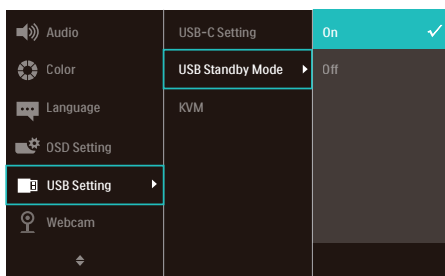 Audio
Color
Language
OSD Setting
USB Setting
Webcam
USB-C Setting
USB Standby Mode
KVM
On
Off